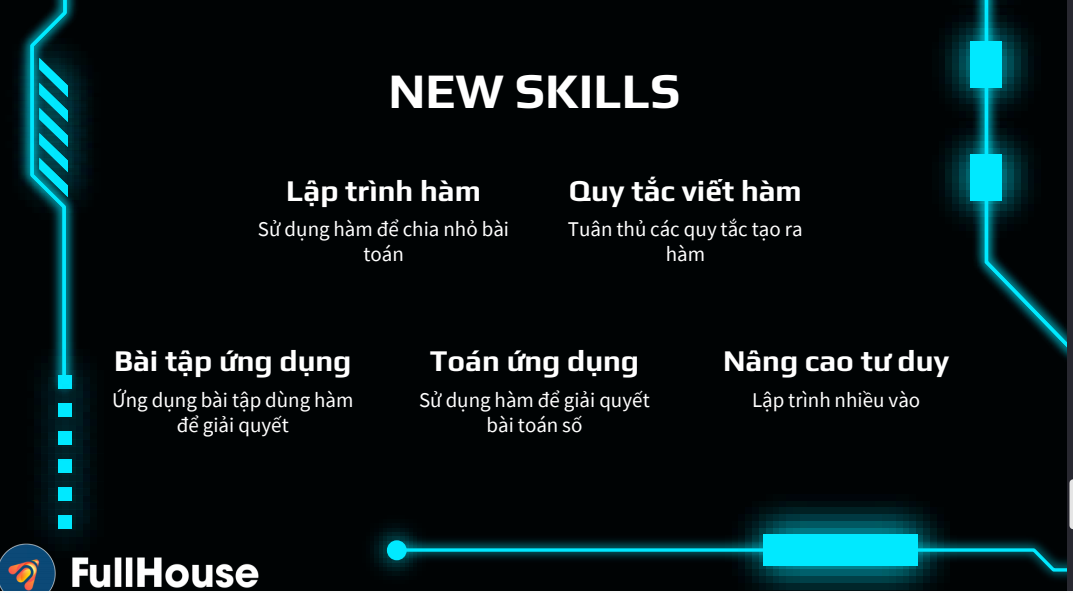 NEW SKILLS
Lập trình hàm
Sử dụng hàm để chia nhỏ bài
toán
Quy tắc viết hàm
Tuân thủ các quy tắc tạo ra
hàm
Bài tập ứng dụng
Ứng dụng bài tập dùng hàm
để giải quyết
Toán ứng dụng
Sử dụng hàm để giải quyết
bài toán số
Nâng cao tư duy
Lập trình nhiều vào
FullHouse